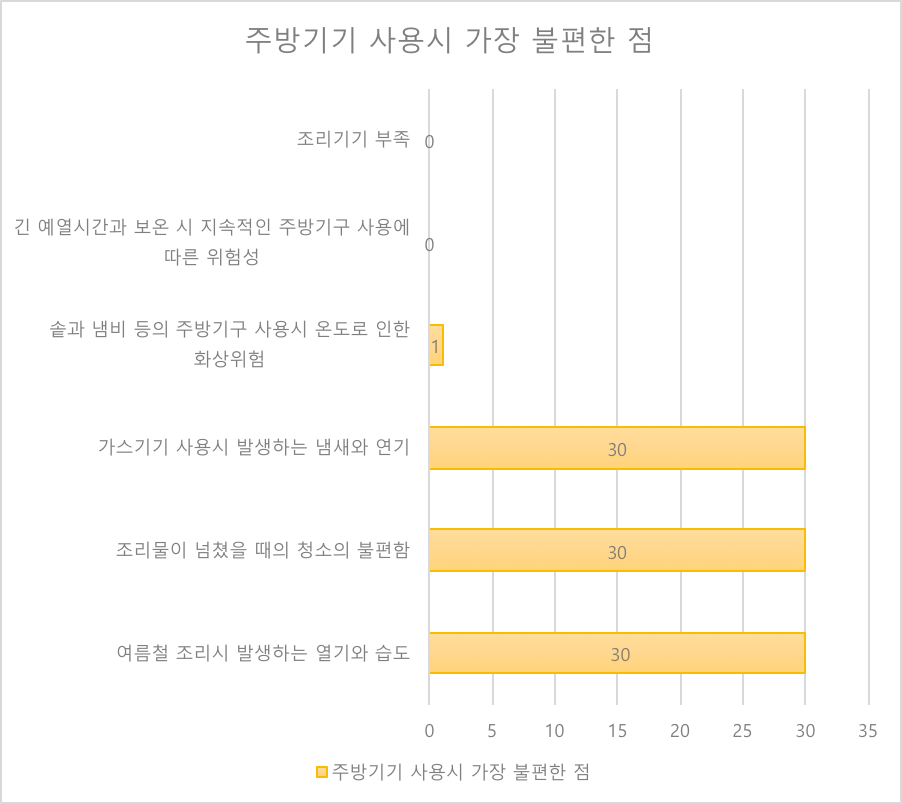 주방기기 사용시 가장 불편한 점
조리기기 부족
0
긴 예열시간과 보온 시 지속적인 주방기구 사용에
따른 위험성
0
솥과 냄비 등의 주방기구 사용시 온도로 인한
화상위험
1
가스기기 사용시 발생하는 냄새와 연기
30
조리물이 넘쳤을 때의 청소의 불편함
30
여름철 조리시 발생하는 열기와 습도
30
0 5 10 15 20 25 30 35
주방기기 사용시 가장 불편한 점